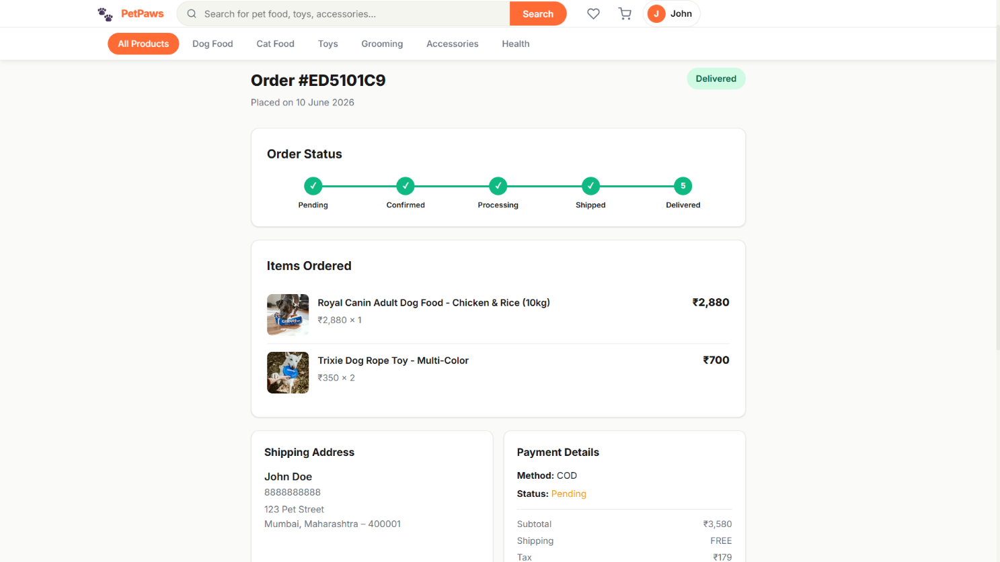 PetPaws
Search for pet food, toys, accessories...
Search
J
John
All Products
Dog Food
Cat Food
Toys
Grooming
Accessories
Health
Order #ED5101C9
Delivered
Placed on 10 June 2026
Order Status
✓
✓
✓
✓
5
Pending
Confirmed
Processing
Shipped
Delivered
Items Ordered
Royal Canin Adult Dog Food - Chicken & Rice (10kg)
₹2,880
₹2,880 × 1
Trixie Dog Rope Toy - Multi-Color
₹700
₹350 × 2
Shipping Address
John Doe
8888888888
123 Pet Street
Mumbai, Maharashtra – 400001
Payment Details
Method: COD
Status: Pending
Subtotal ₹3,580
Shipping FREE
Tax ₹179